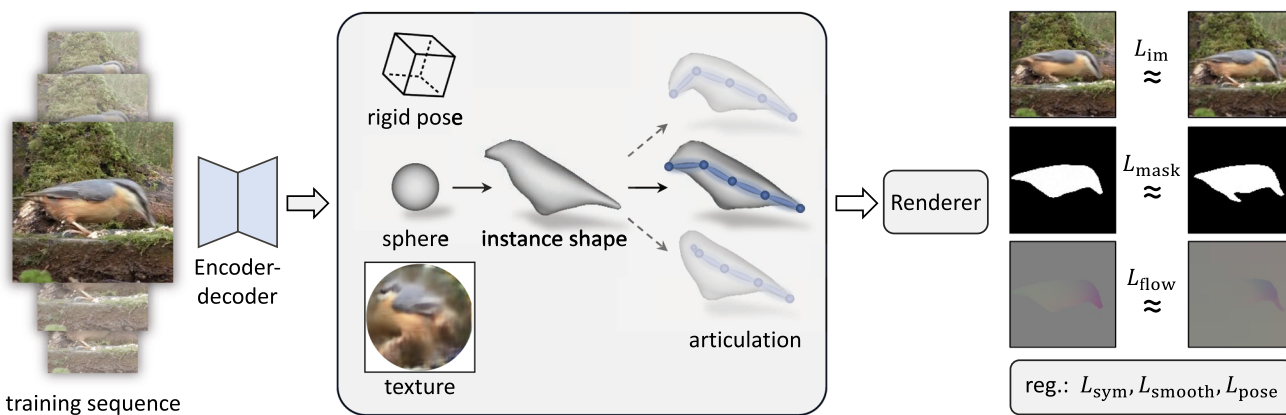 training sequence
Encoder-
decoder
rigid pose
sphere
instance shape
texture
articulation
Renderer
L_im
≈
L_mask
≈
L_flow
≈
reg.: L_sym, L_smooth, L_pose